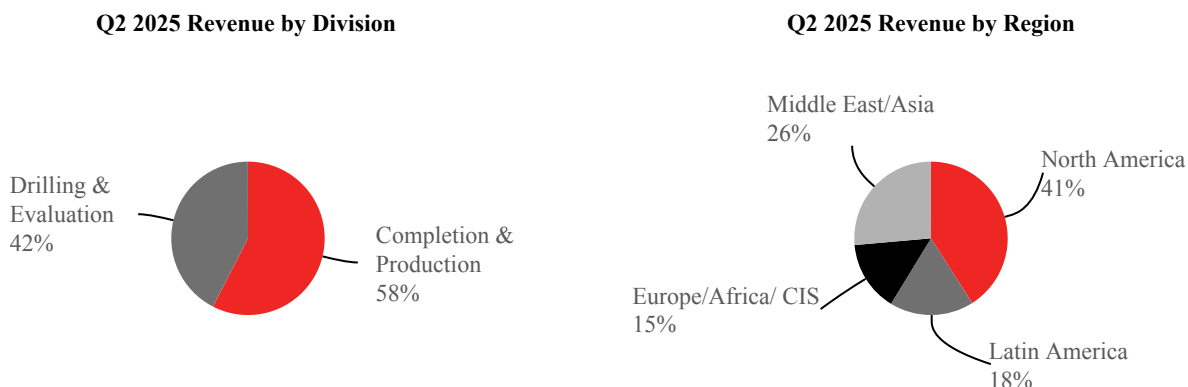 Q2 2025 Revenue by Division
Drilling &
Evaluation
42%
Completion &
Production
58%
Q2 2025 Revenue by Region
Middle East/Asia
26%
North America
41%
Europe/Africa/ CIS
15%
Latin America
18%